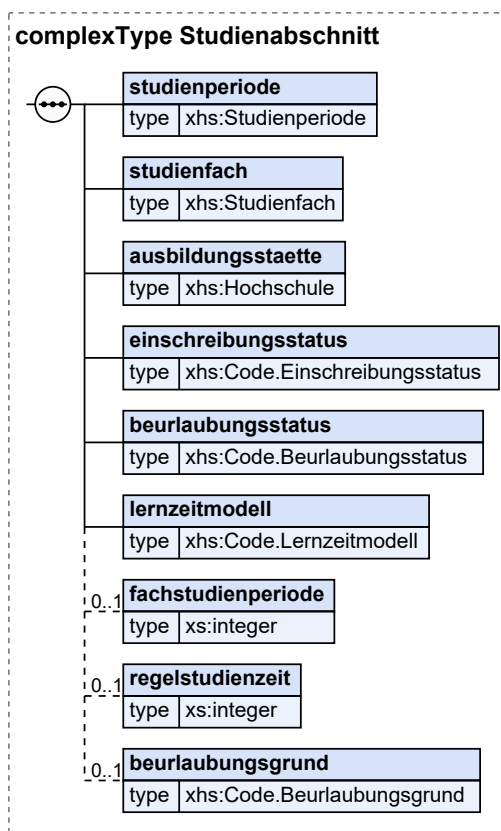 complexType Studienabschnitt
studienperiode
type xhs:Studienperiode
studienfach
type xhs:Studienfach
ausbildungsstaette
type xhs:Hochschule
einschreibungsstatus
type xhs:Code.Einschreibungsstatus
beurlaubungsstatus
type xhs:Code.Beurlaubungsstatus
lernzeitmodell
type xhs:Code.Lernzeitmodell
0..1 fachstudienperiode
type xs:integer
0..1 regelstudienzeit
type xs:integer
0..1 beurlaubungsgrund
type xhs:Code.Beurlaubungsgrund